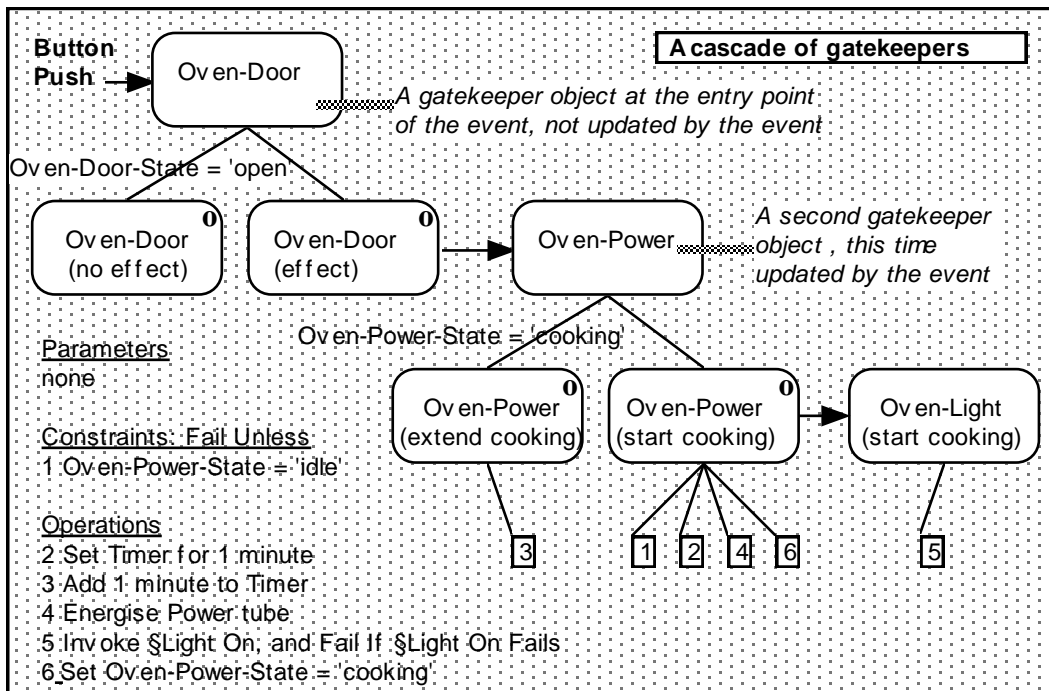 A cascade of gatekeepers
Button
Push
Oven-Door
A gatekeeper object at the entry point
of the event, not updated by the event
Oven-Door-State = 'open'
o
Oven-Door
(no effect)
o
Oven-Door
(effect)
Oven-Power
A second gatekeeper
object , this time
updated by the event
Oven-Power-State = 'cooking'
o
Oven-Power
(extend cooking)
o
Oven-Power
(start cooking)
Oven-Light
(start cooking)
3
1
2
4
6
5
Parameters
none
Constraints: Fail Unless
1 Oven-Power-State = 'idle'
Operations
2 Set Timer for 1 minute
3 Add 1 minute to Timer
4 Energise Power tube
5 Invoke §Light On, and Fail If §Light On Fails
6 Set Oven-Power-State = 'cooking'